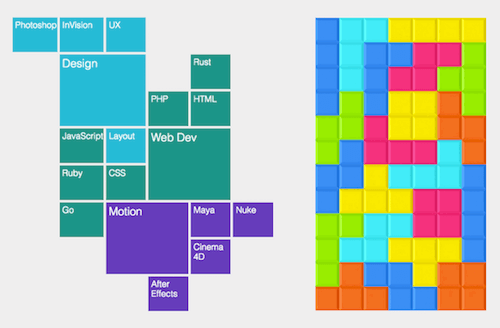 Photoshop InVision UX
Design
Rust
PHP HTML
JavaScript Layout Web Dev
Ruby CSS
Go Motion Maya Nuke
Cinema
4D
After
Effects